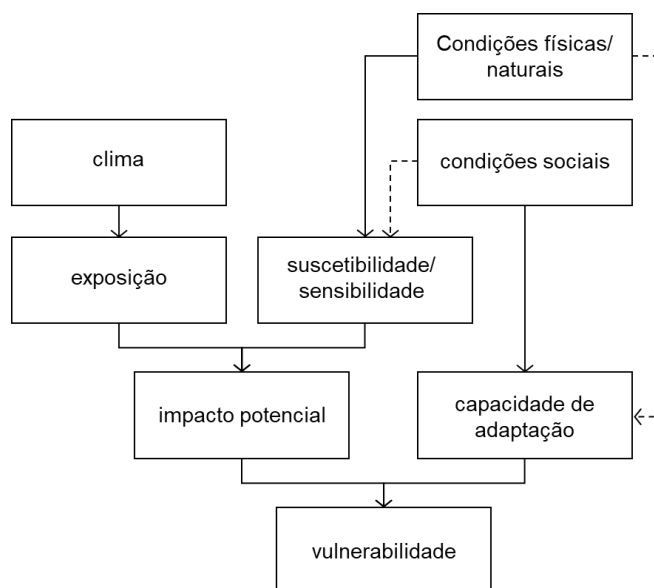 Condições físicas/
naturais
clima
condições sociais
exposição
suscetibilidade/
sensibilidade
impacto potencial
capacidade de
adaptação
vulnerabilidade